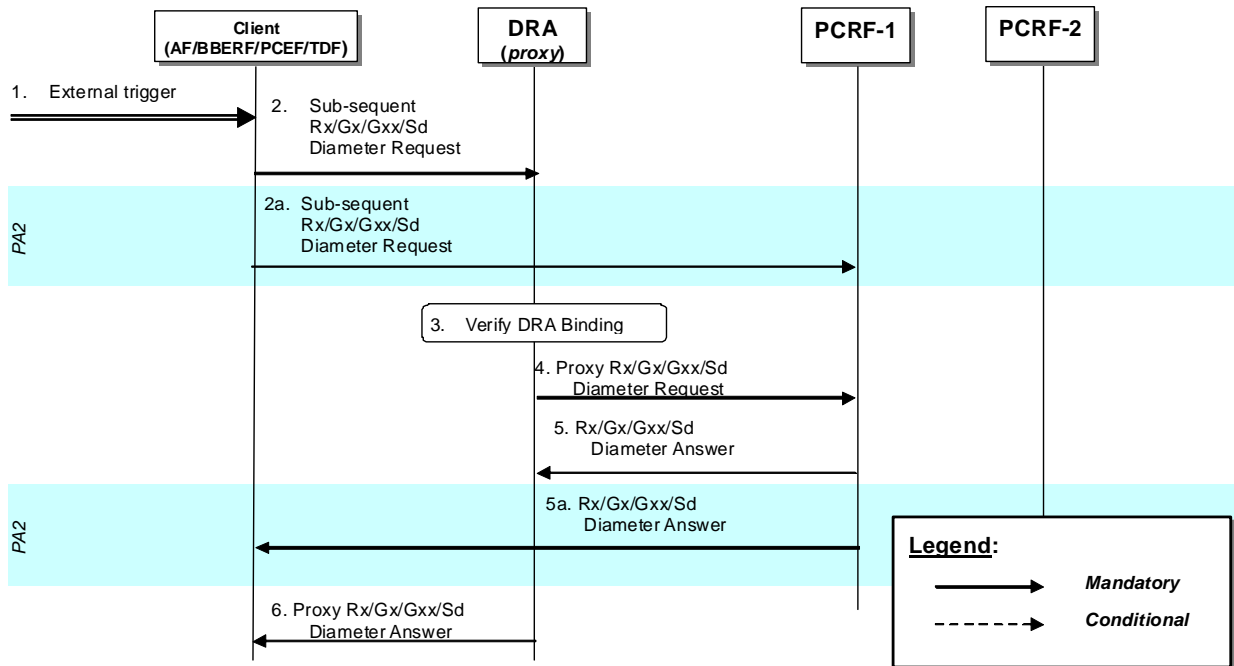 Client
(AF/BBERF/PCEF/TDF)
DRA
(proxy)
PCRF-1
PCRF-2
1. External trigger
2. Sub-sequent
Rx/Gx/Gxx/Sd
Diameter Request
PA2
2a. Sub-sequent
Rx/Gx/Gxx/Sd
Diameter Request
3. Verify DRA Binding
4. Proxy Rx/Gx/Gxx/Sd
Diameter Request
5. Rx/Gx/Gxx/Sd
Diameter Answer
PA2
5a. Rx/Gx/Gxx/Sd
Diameter Answer
6. Proxy Rx/Gx/Gxx/Sd
Diameter Answer
Legend:
Mandatory
Conditional